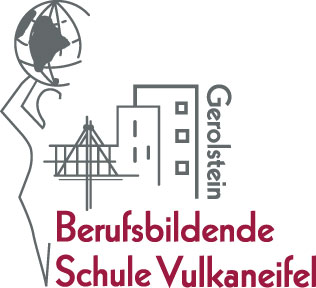 Gerolstein
Berufsbildende
Schule Vulkaneifel